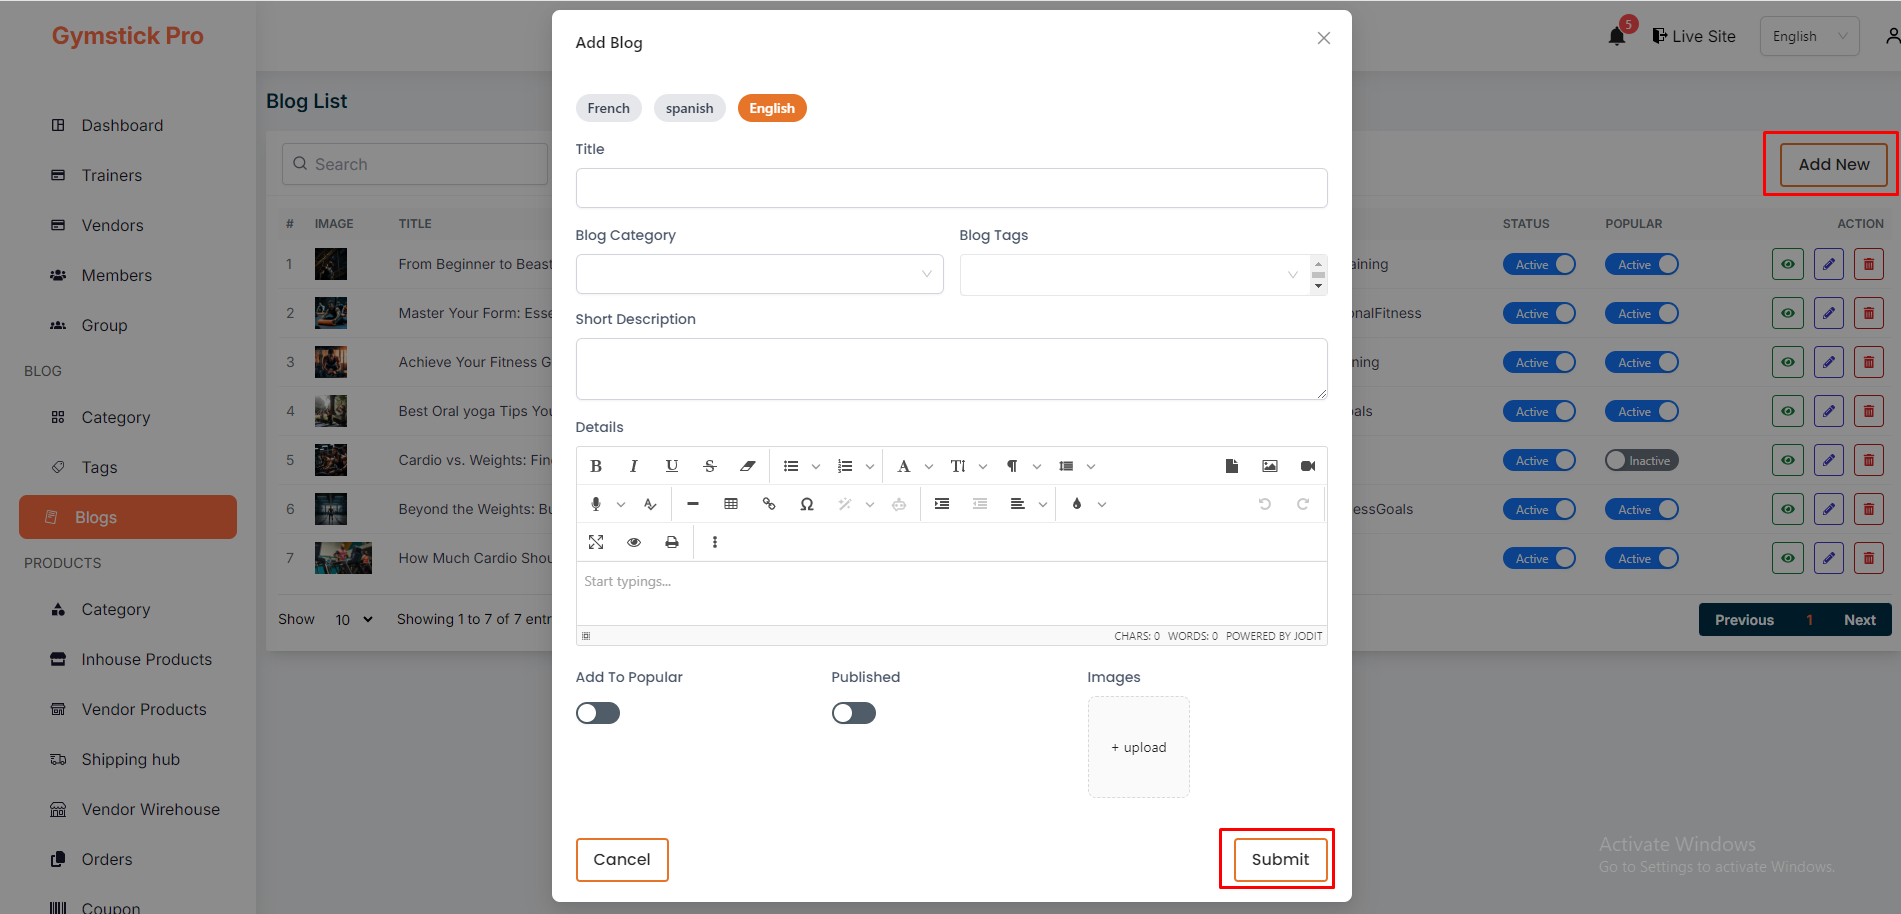 Gymstick Pro
Dashboard
Trainers
Vendors
Members
Group
BLOG
Category
Tags
Blogs
PRODUCTS
Category
Inhouse Products
Vendor Products
Shipping hub
Vendor Wirehouse
Orders
Coupon
5
Live Site
English
Blog List
Search
Add New
# IMAGE TITLE STATUS POPULAR ACTION
1 From Beginner to Beast aining Active Active
2 Master Your Form: Esse onalFitness Active Active
3 Achieve Your Fitness G ning Active Active
4 Best Oral yoga Tips You als Active Active
5 Cardio vs. Weights: Fin Active Inactive
6 Beyond the Weights: Bu essGoals Active Active
7 How Much Cardio Shou Active Active
Show 10 Showing 1 to 7 of 7 entr
Previous 1 Next
Add Blog
French spanish English
Title
Blog Category Blog Tags
Short Description
Details
Start typings...
CHARS: 0 WORDS: 0 POWERED BY JODIT
Add To Popular Published Images
+ upload
Cancel Submit
Activate Windows
Go to Settings to activate Windows.